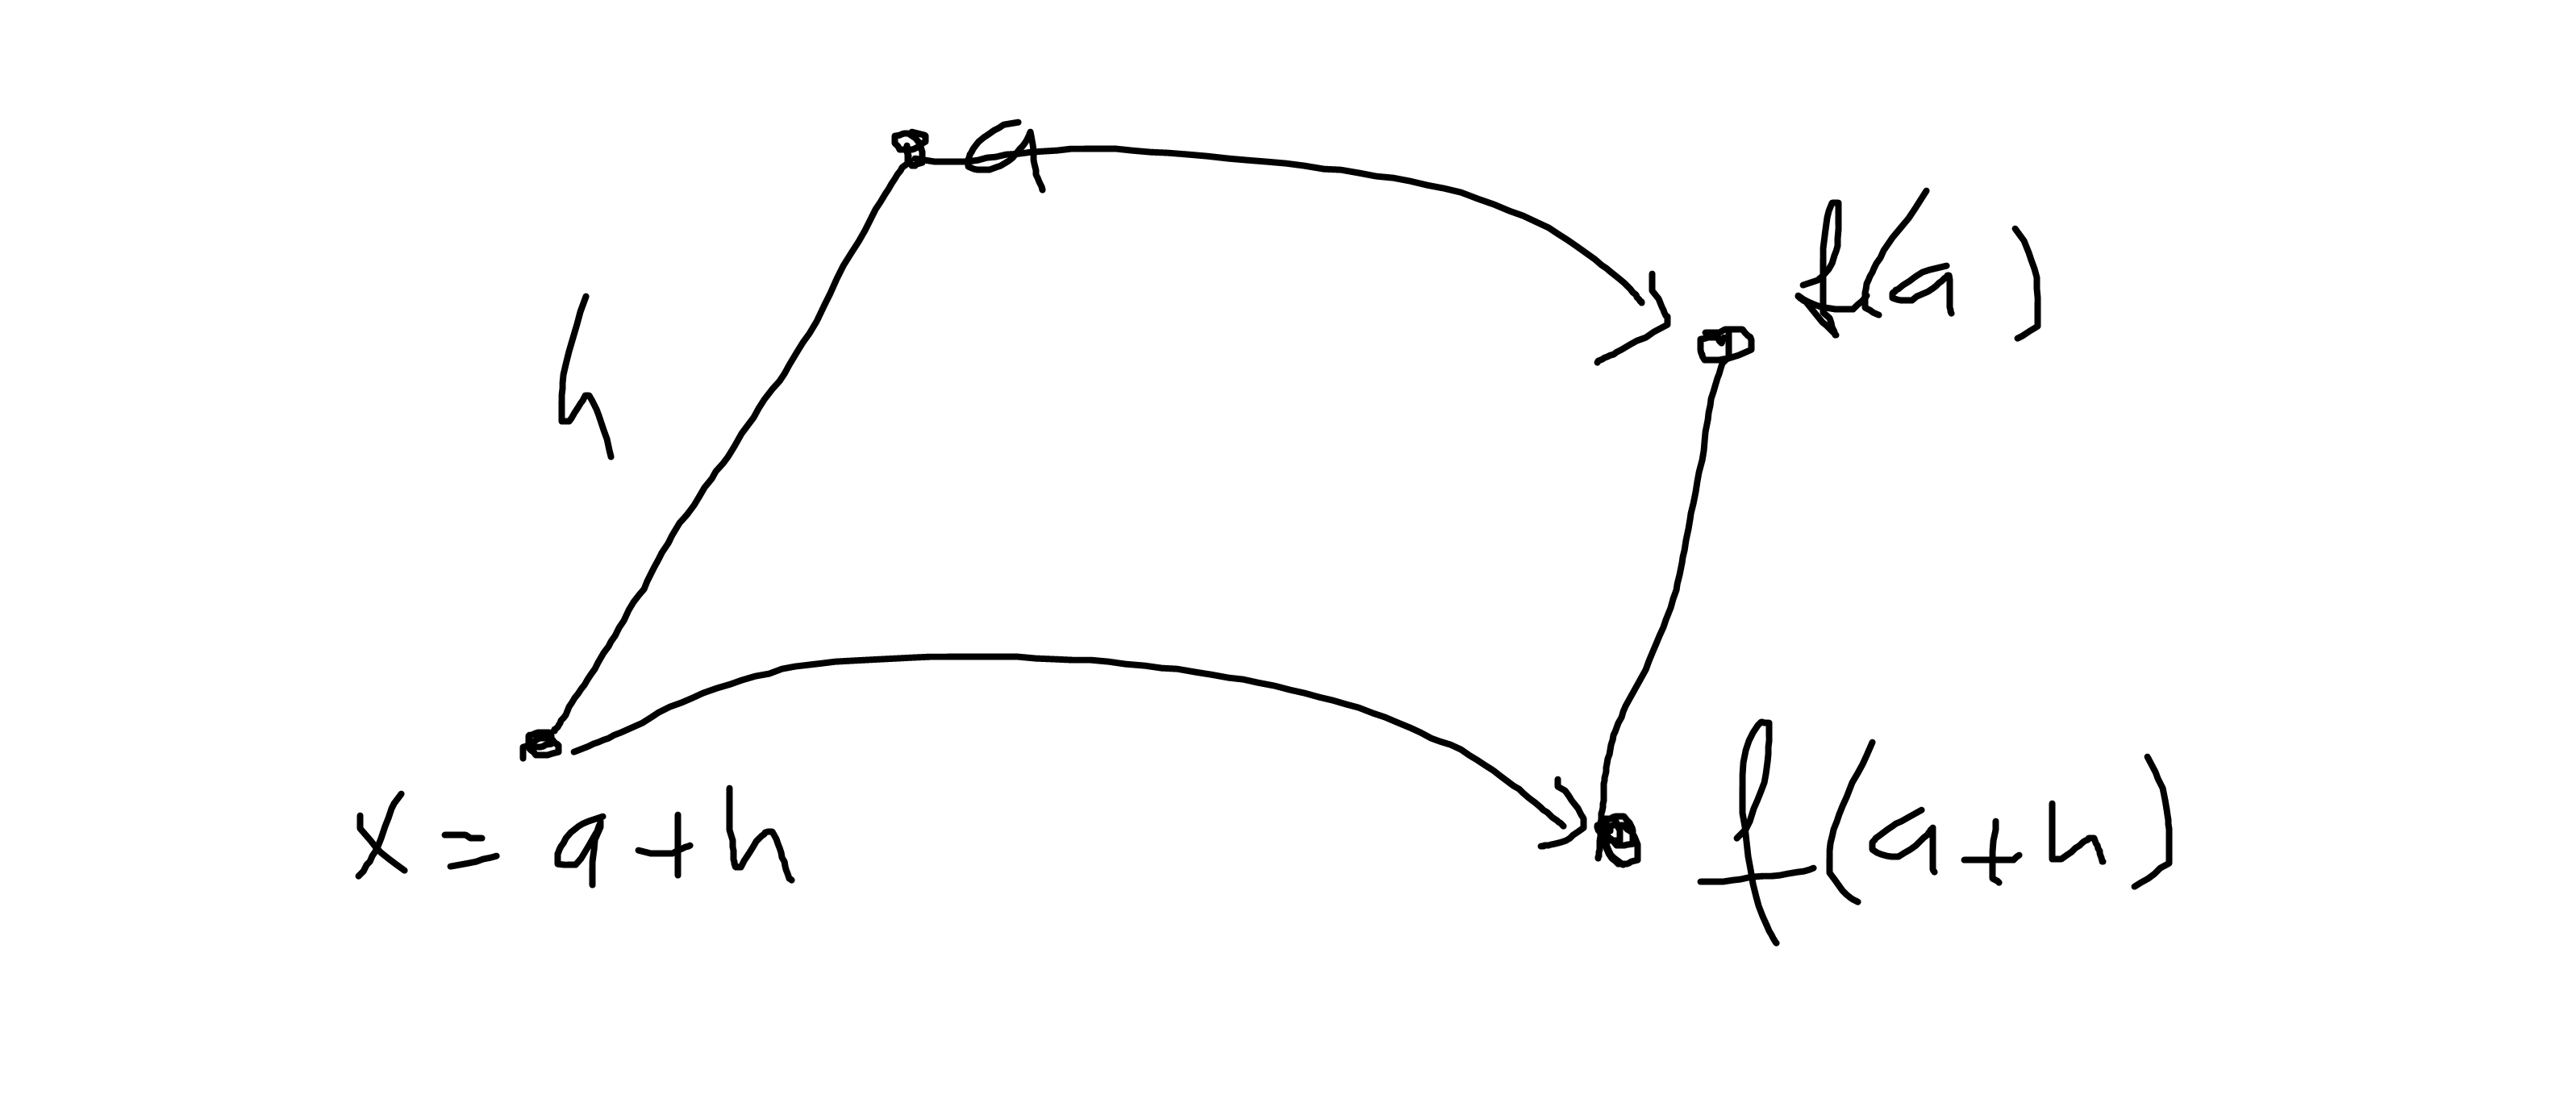 a
f(a)
h
x = a+h
f(a+h)